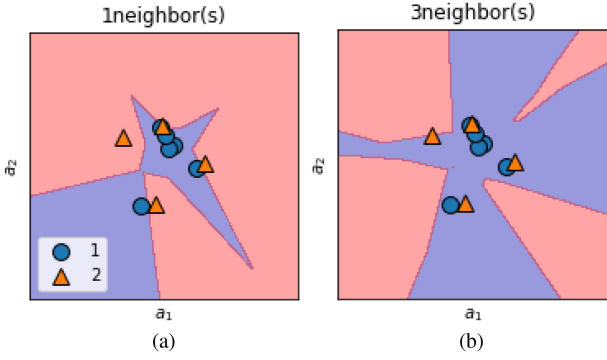 1neighbor(s)
3neighbor(s)
a₂
a₂
1
2
a₁
a₁
(a)
(b)